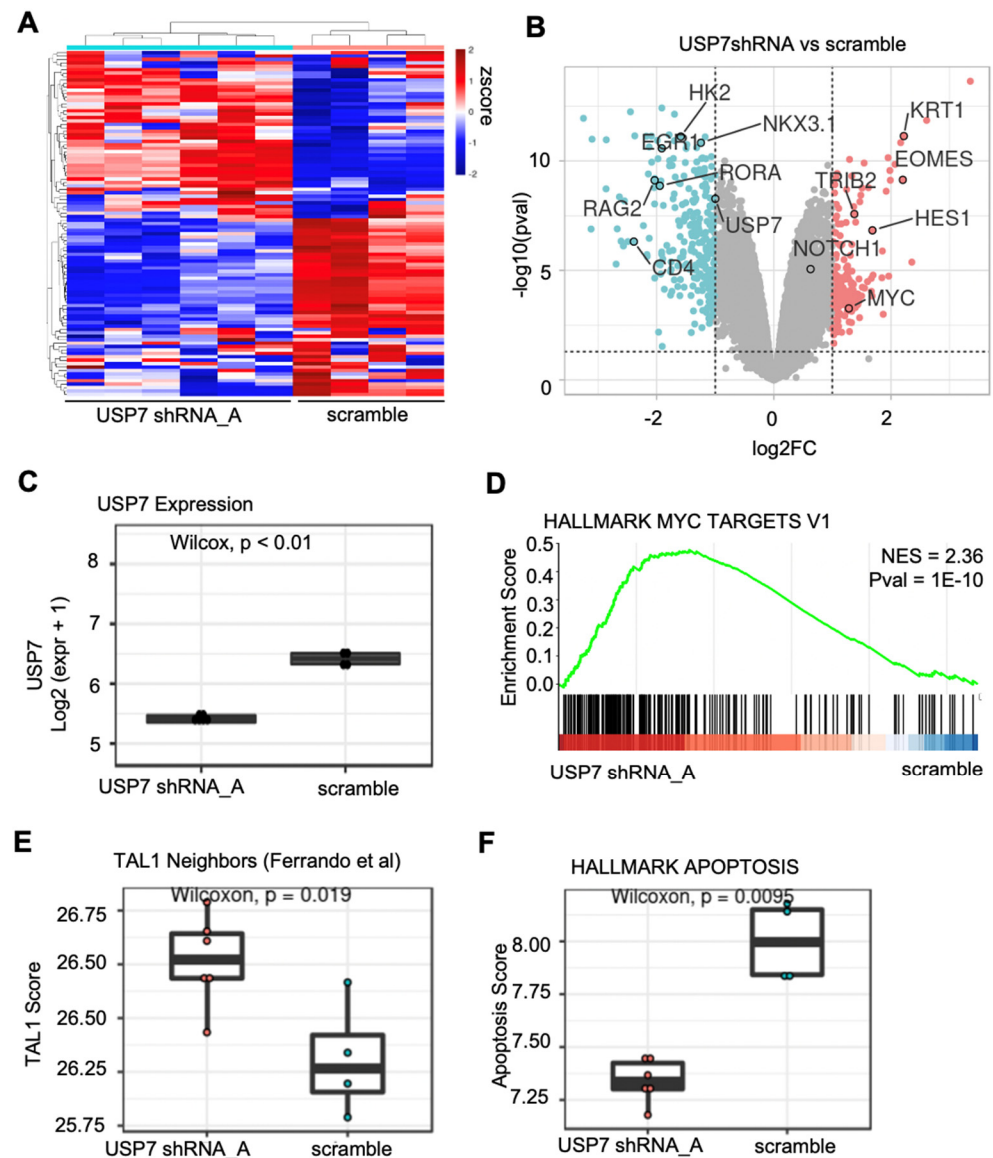 A
2
1
0
-1
-2
zscore
USP7 shRNA_A
scramble
B
USP7shRNA vs scramble
HK2
KRT1
NKX3.1
EGR1
EOMES
RORA
TRIB2
RAG2
USP7
HES1
NOTCH1
CD4
MYC
10
5
0
-log10(pval)
-2
0
2
log2FC
C
USP7 Expression
Wilcox, p < 0.01
8
7
6
5
USP7
Log2 (expr + 1)
USP7 shRNA_A
scramble
D
HALLMARK MYC TARGETS V1
NES = 2.36
Pval = 1E-10
0.5
0.4
0.3
0.2
0.1
0.0
Enrichment Score
USP7 shRNA_A
scramble
E
TAL1 Neighbors (Ferrando et al)
Wilcoxon, p = 0.019
26.75
26.50
26.50
26.25
25.75
TAL1 Score
USP7 shRNA_A
scramble
F
HALLMARK APOPTOSIS
Wilcoxon, p = 0.0095
8.00
7.75
7.50
7.25
Apoptosis Score
USP7 shRNA_A
scramble